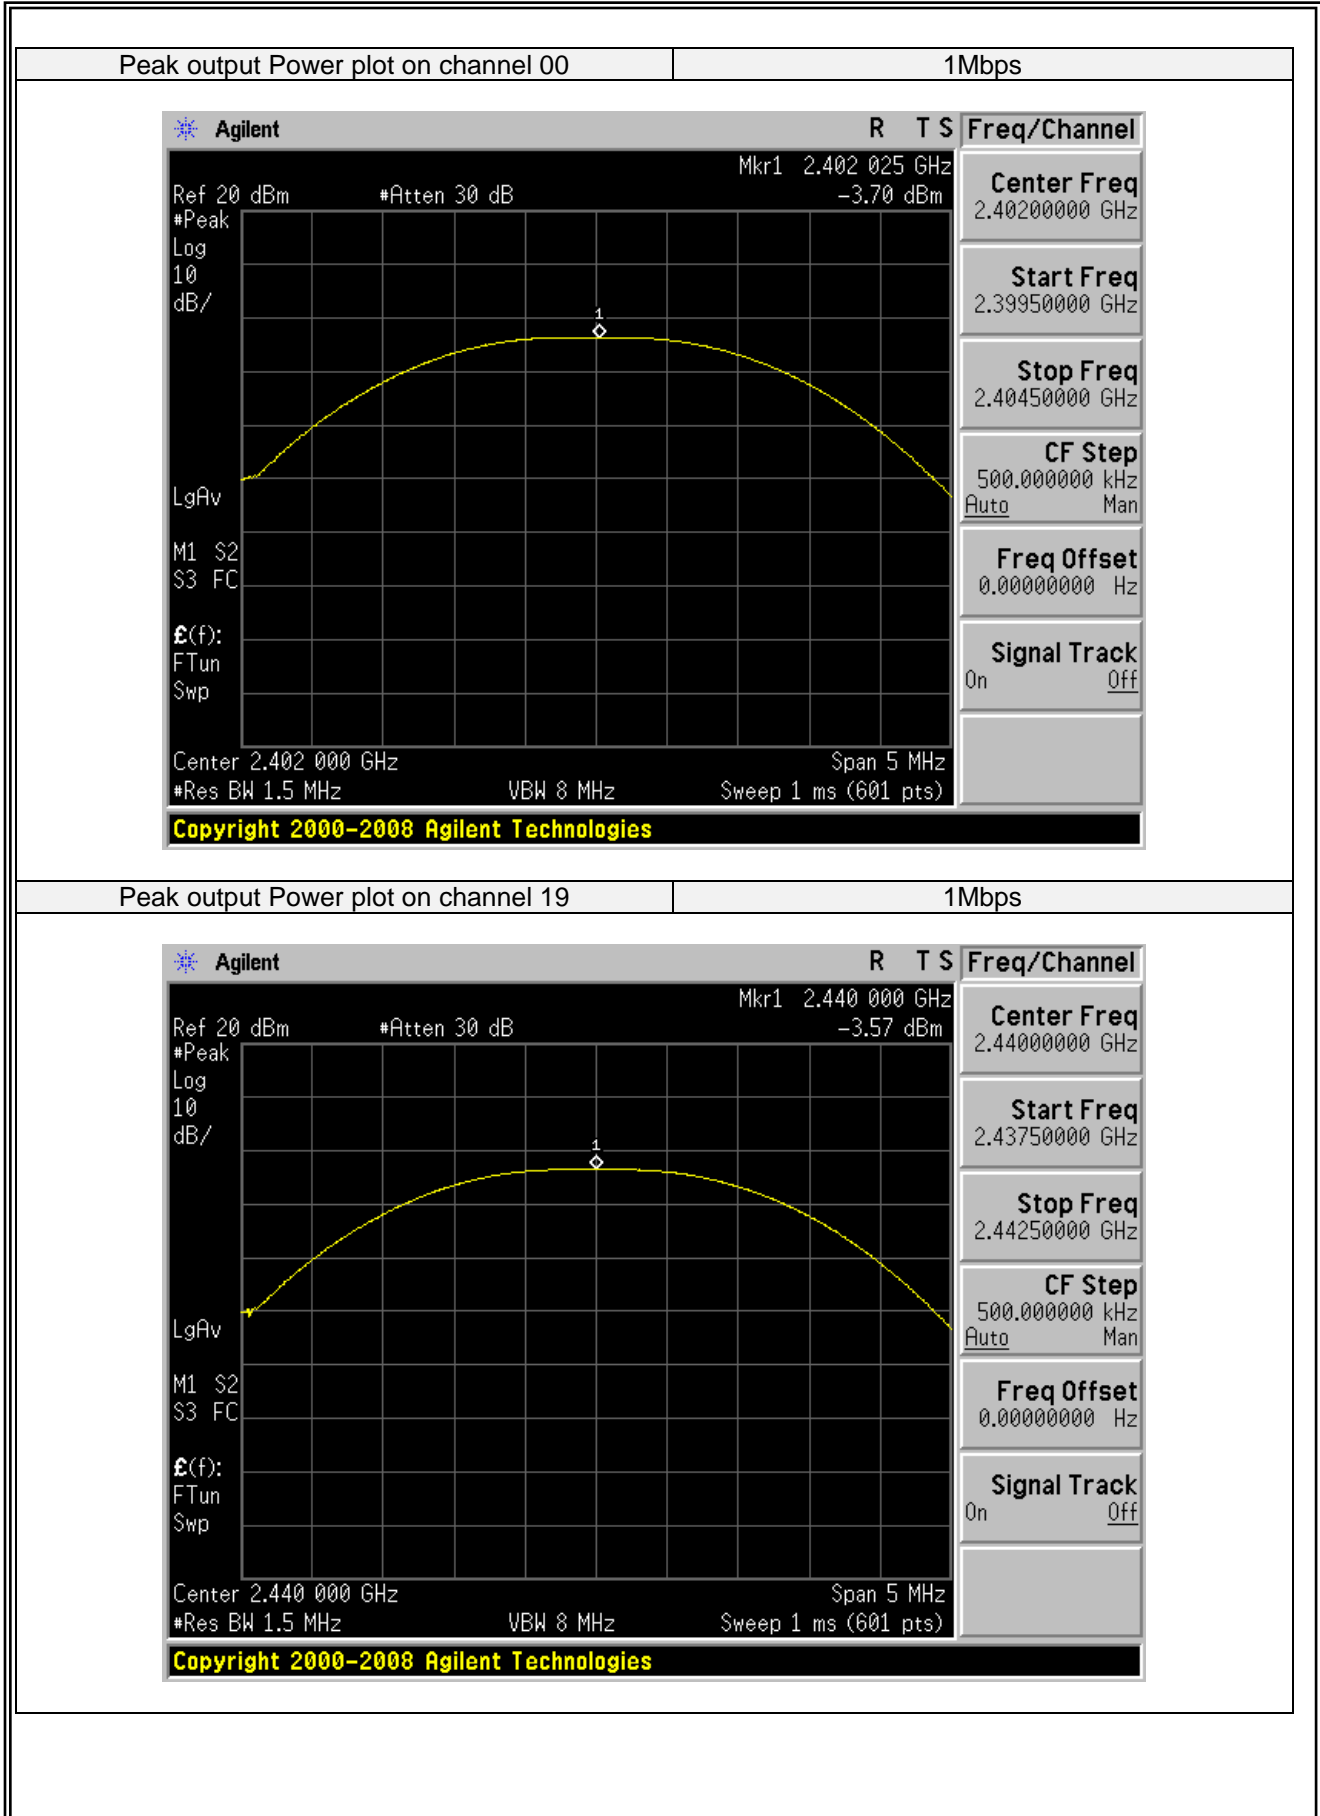 Peak output Power plot on channel 00 1Mbps
Agilent R T S Freq/Channel
Mkr1 2.402 025 GHz
Ref 20 dBm #Atten 30 dB -3.70 dBm
#Peak
Log
10
dB/
1
LgAv
M1 S2
S3 FC
£(f):
FTun
Swp
Center 2.402 000 GHz Span 5 MHz
#Res BW 1.5 MHz VBW 8 MHz Sweep 1 ms (601 pts)
Copyright 2000-2008 Agilent Technologies
Center Freq
2.40200000 GHz
Start Freq
2.39950000 GHz
Stop Freq
2.40450000 GHz
CF Step
500.000000 kHz
Auto Man
Freq Offset
0.00000000 Hz
Signal Track
On Off
Peak output Power plot on channel 19 1Mbps
Agilent R T S Freq/Channel
Mkr1 2.440 000 GHz
Ref 20 dBm #Atten 30 dB -3.57 dBm
#Peak
Log
10
dB/
1
LgAv
M1 S2
S3 FC
£(f):
FTun
Swp
Center 2.440 000 GHz Span 5 MHz
#Res BW 1.5 MHz VBW 8 MHz Sweep 1 ms (601 pts)
Copyright 2000-2008 Agilent Technologies
Center Freq
2.44000000 GHz
Start Freq
2.43750000 GHz
Stop Freq
2.44250000 GHz
CF Step
500.000000 kHz
Auto Man
Freq Offset
0.00000000 Hz
Signal Track
On Off